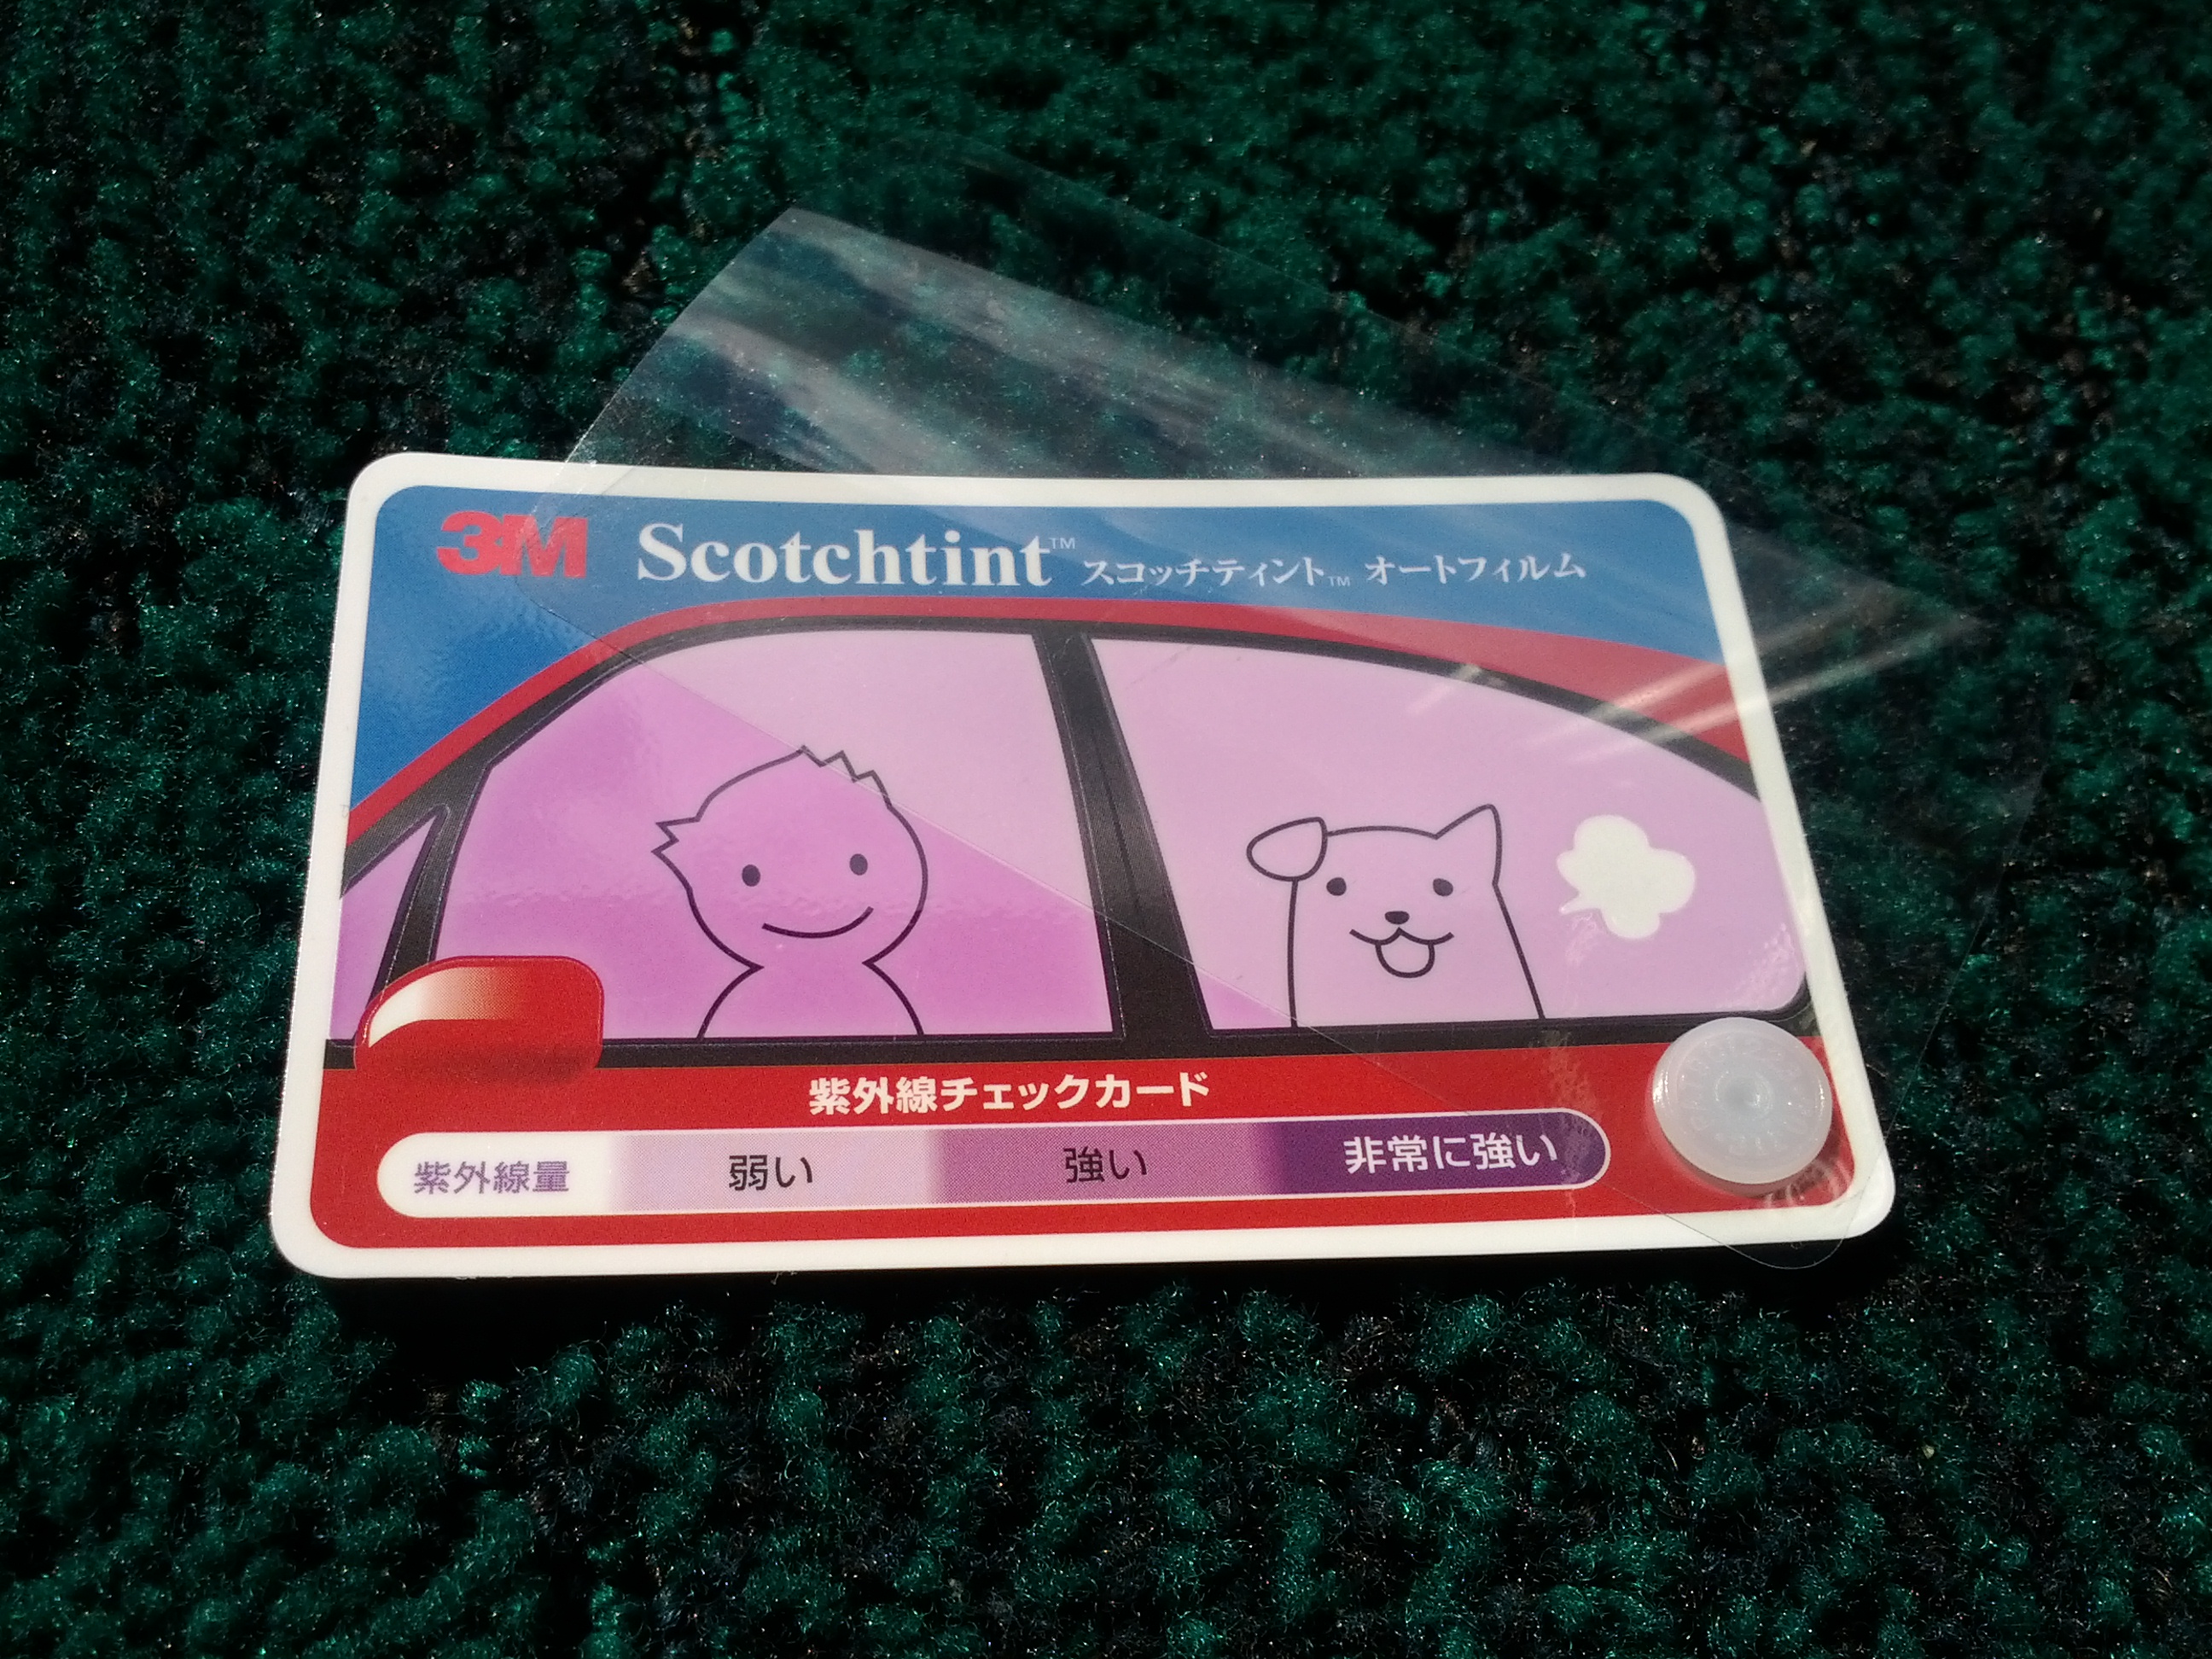 3M Scotchtint™ スコッチティント™ オートフィルム
紫外線チェックカード
紫外線量 弱い 強い 非常に強い